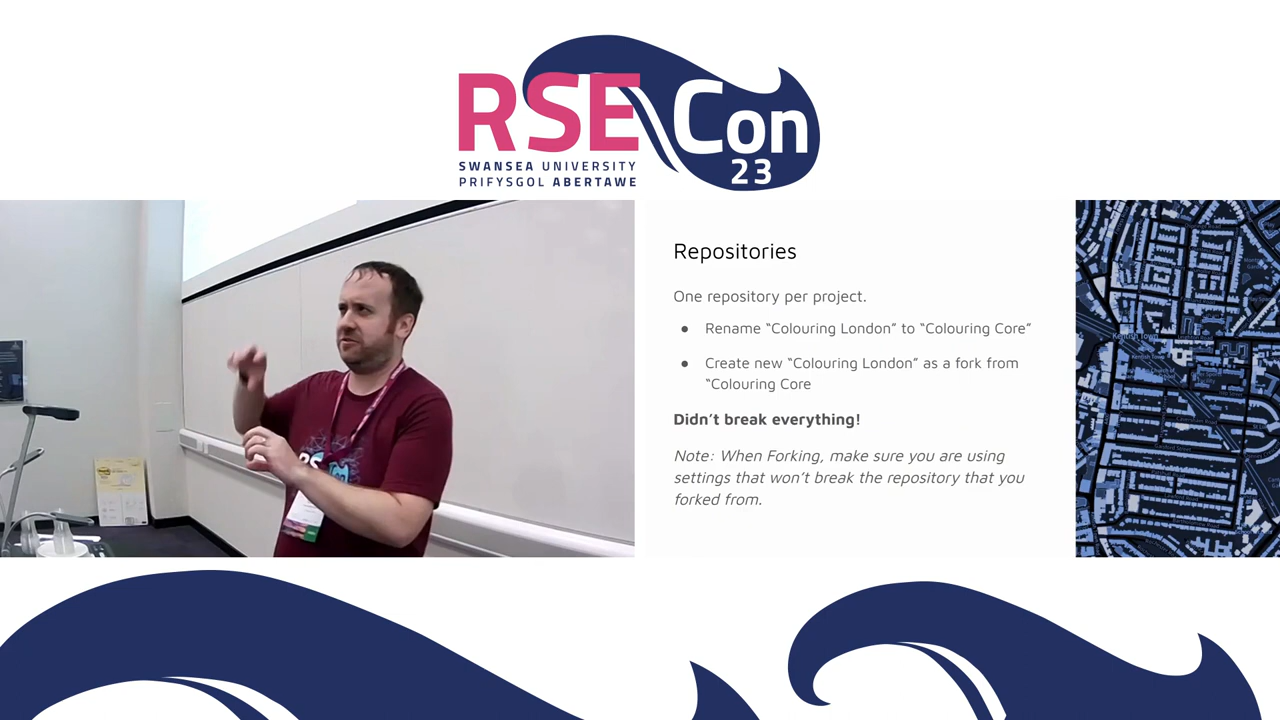 RSE Con
23
SWANSEA UNIVERSITY
PRIFYSGOL ABERTAWE
Repositories
One repository per project.
● Rename “Colouring London” to “Colouring Core”
● Create new “Colouring London” as a fork from
“Colouring Core
Didn’t break everything!
Note: When Forking, make sure you are using
settings that won’t break the repository that you
forked from.
Kentish Town